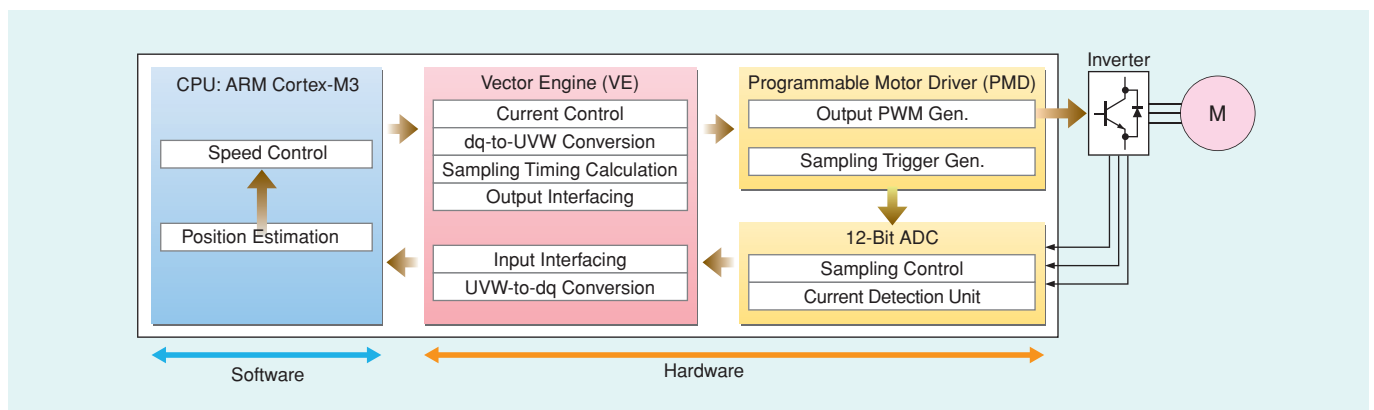 CPU: ARM Cortex-M3
Speed Control
Position Estimation
Vector Engine (VE)
Current Control
dq-to-UVW Conversion
Sampling Timing Calculation
Output Interfacing
Input Interfacing
UVW-to-dq Conversion
Programmable Motor Driver (PMD)
Output PWM Gen.
Sampling Trigger Gen.
12-Bit ADC
Sampling Control
Current Detection Unit
Inverter
M
Software
Hardware